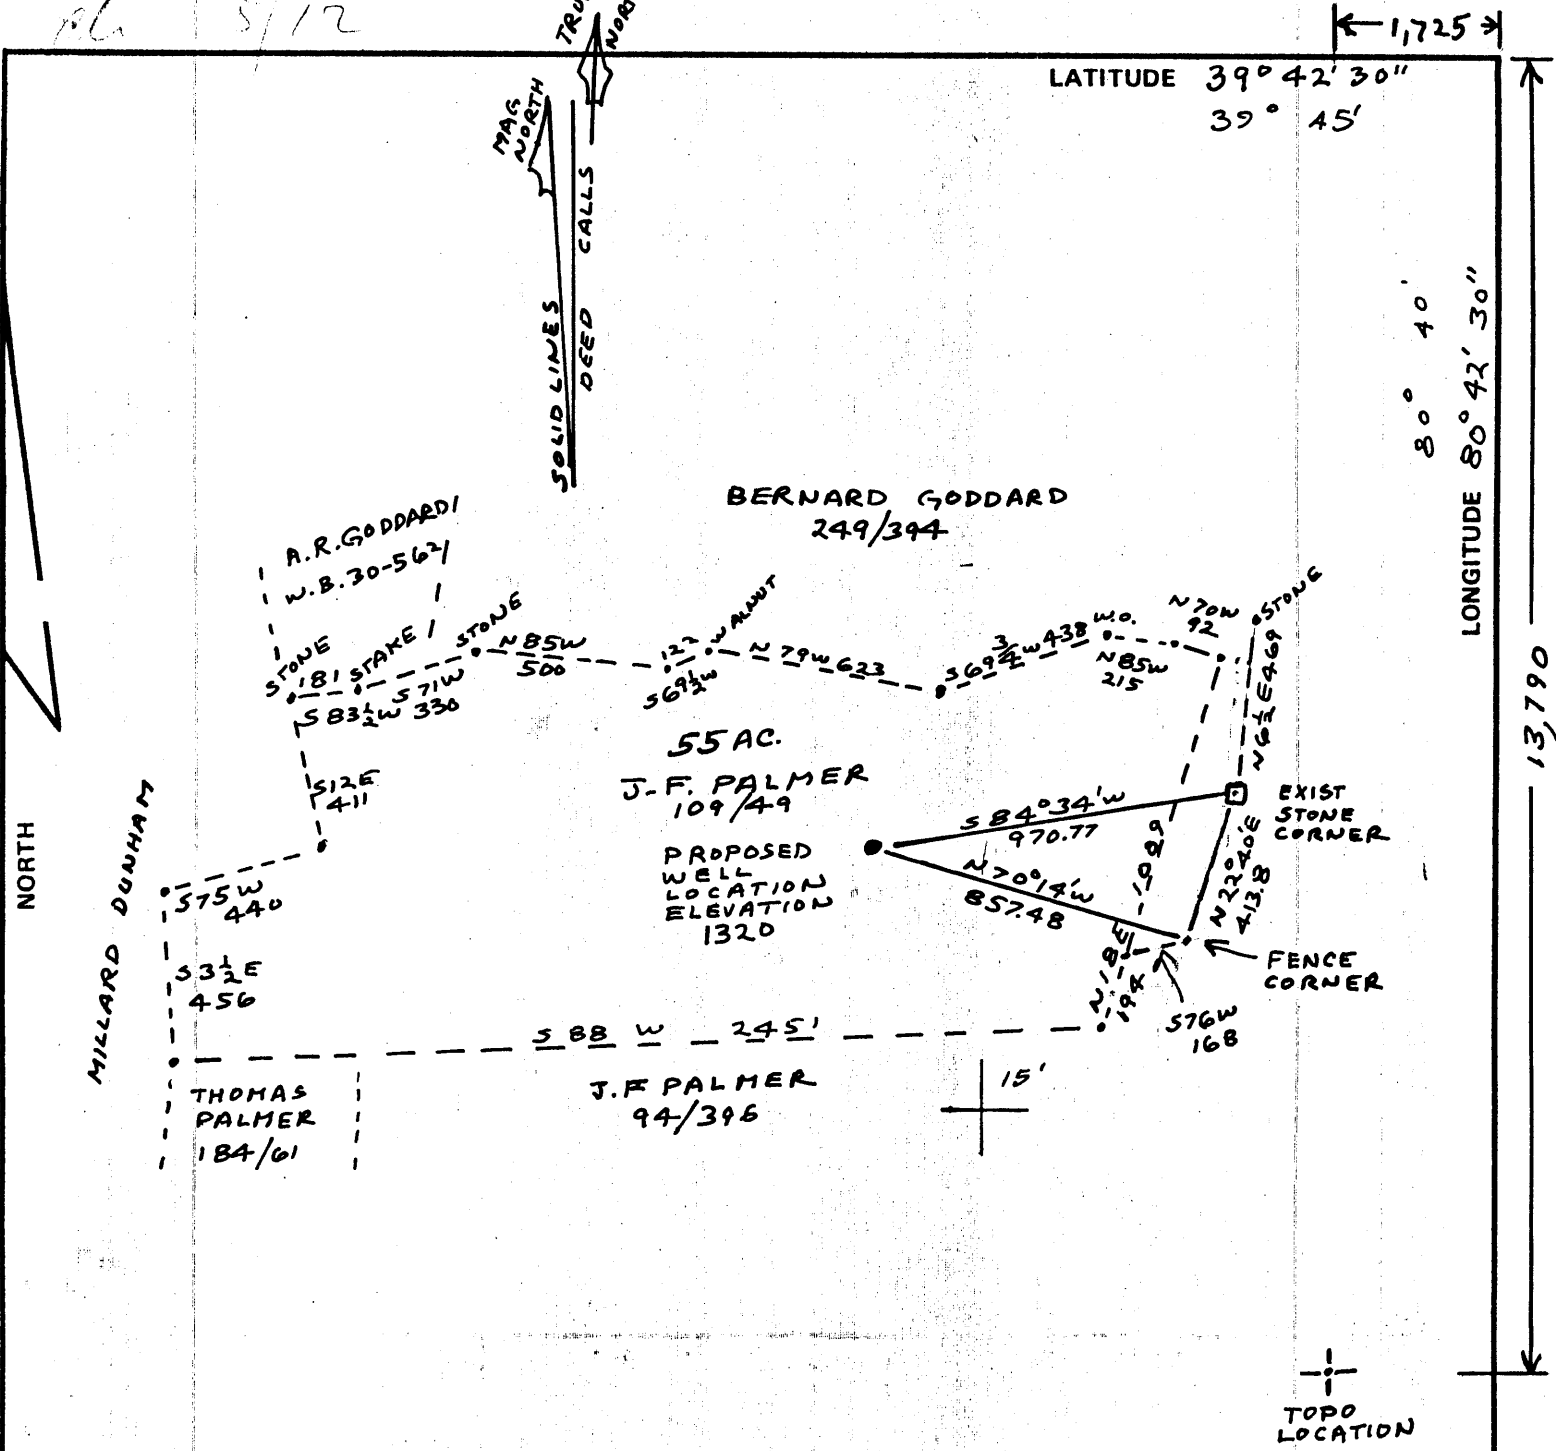 5/12
TRUE
NORTH
1,725
LATITUDE 39° 42' 30"
39° 45'
MAG
NORTH
SOLID LINES
DEED CALLS
80° 40'
LONGITUDE 80° 42' 30"
13,790
BERNARD GODDARD
249/394
A.R. GODDARD
W.B. 30-562
STONE
181
STAKE
STONE
S 83½ W
S 71 W
330
N 85 W
500
122
WALNUT
S 69½ W
N 79 W 623
S 69¾ W 438
W.O.
N 85 W
215
N 70 W
92
STONE
N 6½ E 469
S 12 E
411
55 AC.
J. F. PALMER
109/49
S 84° 34' W
970.77
EXIST
STONE
CORNER
PROPOSED
WELL
LOCATION
ELEVATION
1320
N 70° 14' W
857.48
N 22° 40' E
413.8
1089
N 18 E
194
FENCE
CORNER
S 76 W
168
NORTH
MILLARD DUNHAM
S 75 W
440
S 3½ E
456
S 88 W 2451
THOMAS
PALMER
184/61
J. F PALMER
94/396
15'
TOPO
LOCATION